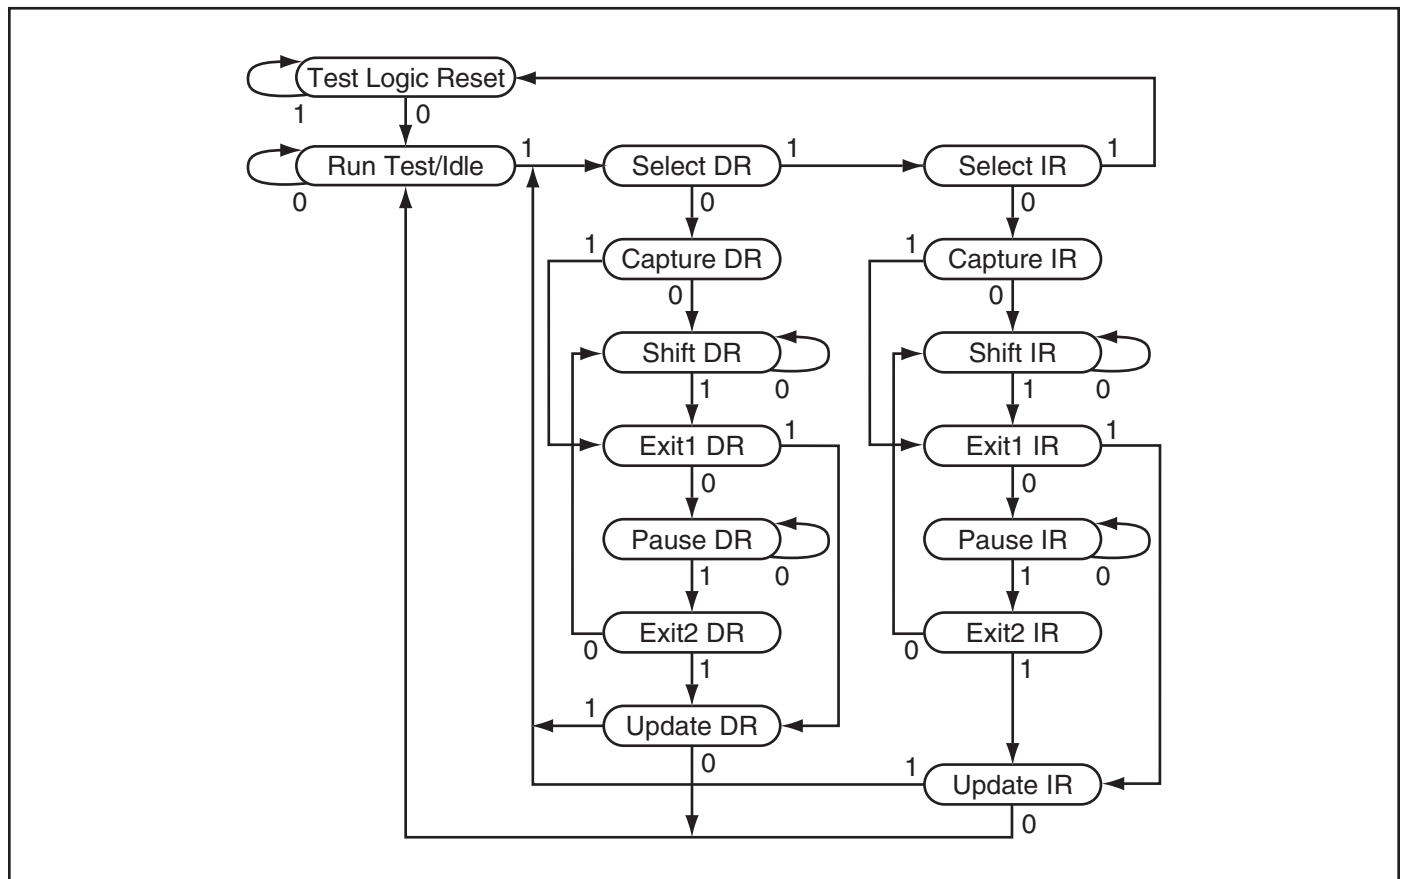 Test Logic Reset
1
0
Run Test/Idle
1
Select DR
1
Select IR
1
0
0
0
1
Capture DR
1
Capture IR
0
0
Shift DR
Shift IR
1
0
1
0
Exit1 DR
1
Exit1 IR
1
0
0
Pause DR
Pause IR
1
0
1
0
Exit2 DR
Exit2 IR
0
1
0
1
1
Update DR
0
1
Update IR
0